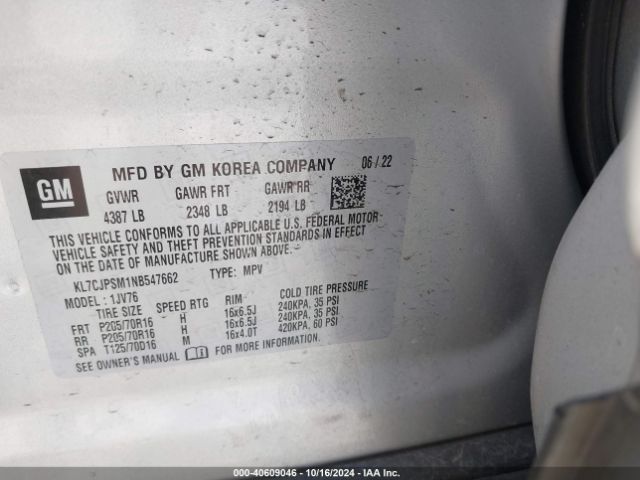 GM
MFD BY GM KOREA COMPANY 06/22
GVWR GAWR FRT GAWR RR
4387 LB 2348 LB 2194 LB
THIS VEHICLE CONFORMS TO ALL APPLICABLE U.S. FEDERAL MOTOR
VEHICLE SAFETY AND THEFT PREVENTION STANDARDS IN EFFECT
ON THE DATE OF MANUFACTURE SHOWN ABOVE.
KL7CJPSM1NB547662 TYPE: MPV
MODEL: 1JV76
TIRE SIZE SPEED RTG RIM COLD TIRE PRESSURE
FRT P205/70R16 H 16x6.5J 240KPA, 35 PSI
RR P205/70R16 H 16x6.5J 240KPA, 35 PSI
SPA T125/70D16 M 16x4.0T 420KPA, 60 PSI
SEE OWNER'S MANUAL FOR MORE INFORMATION
000-40609046 - 10/16/2024 - IAA Inc.